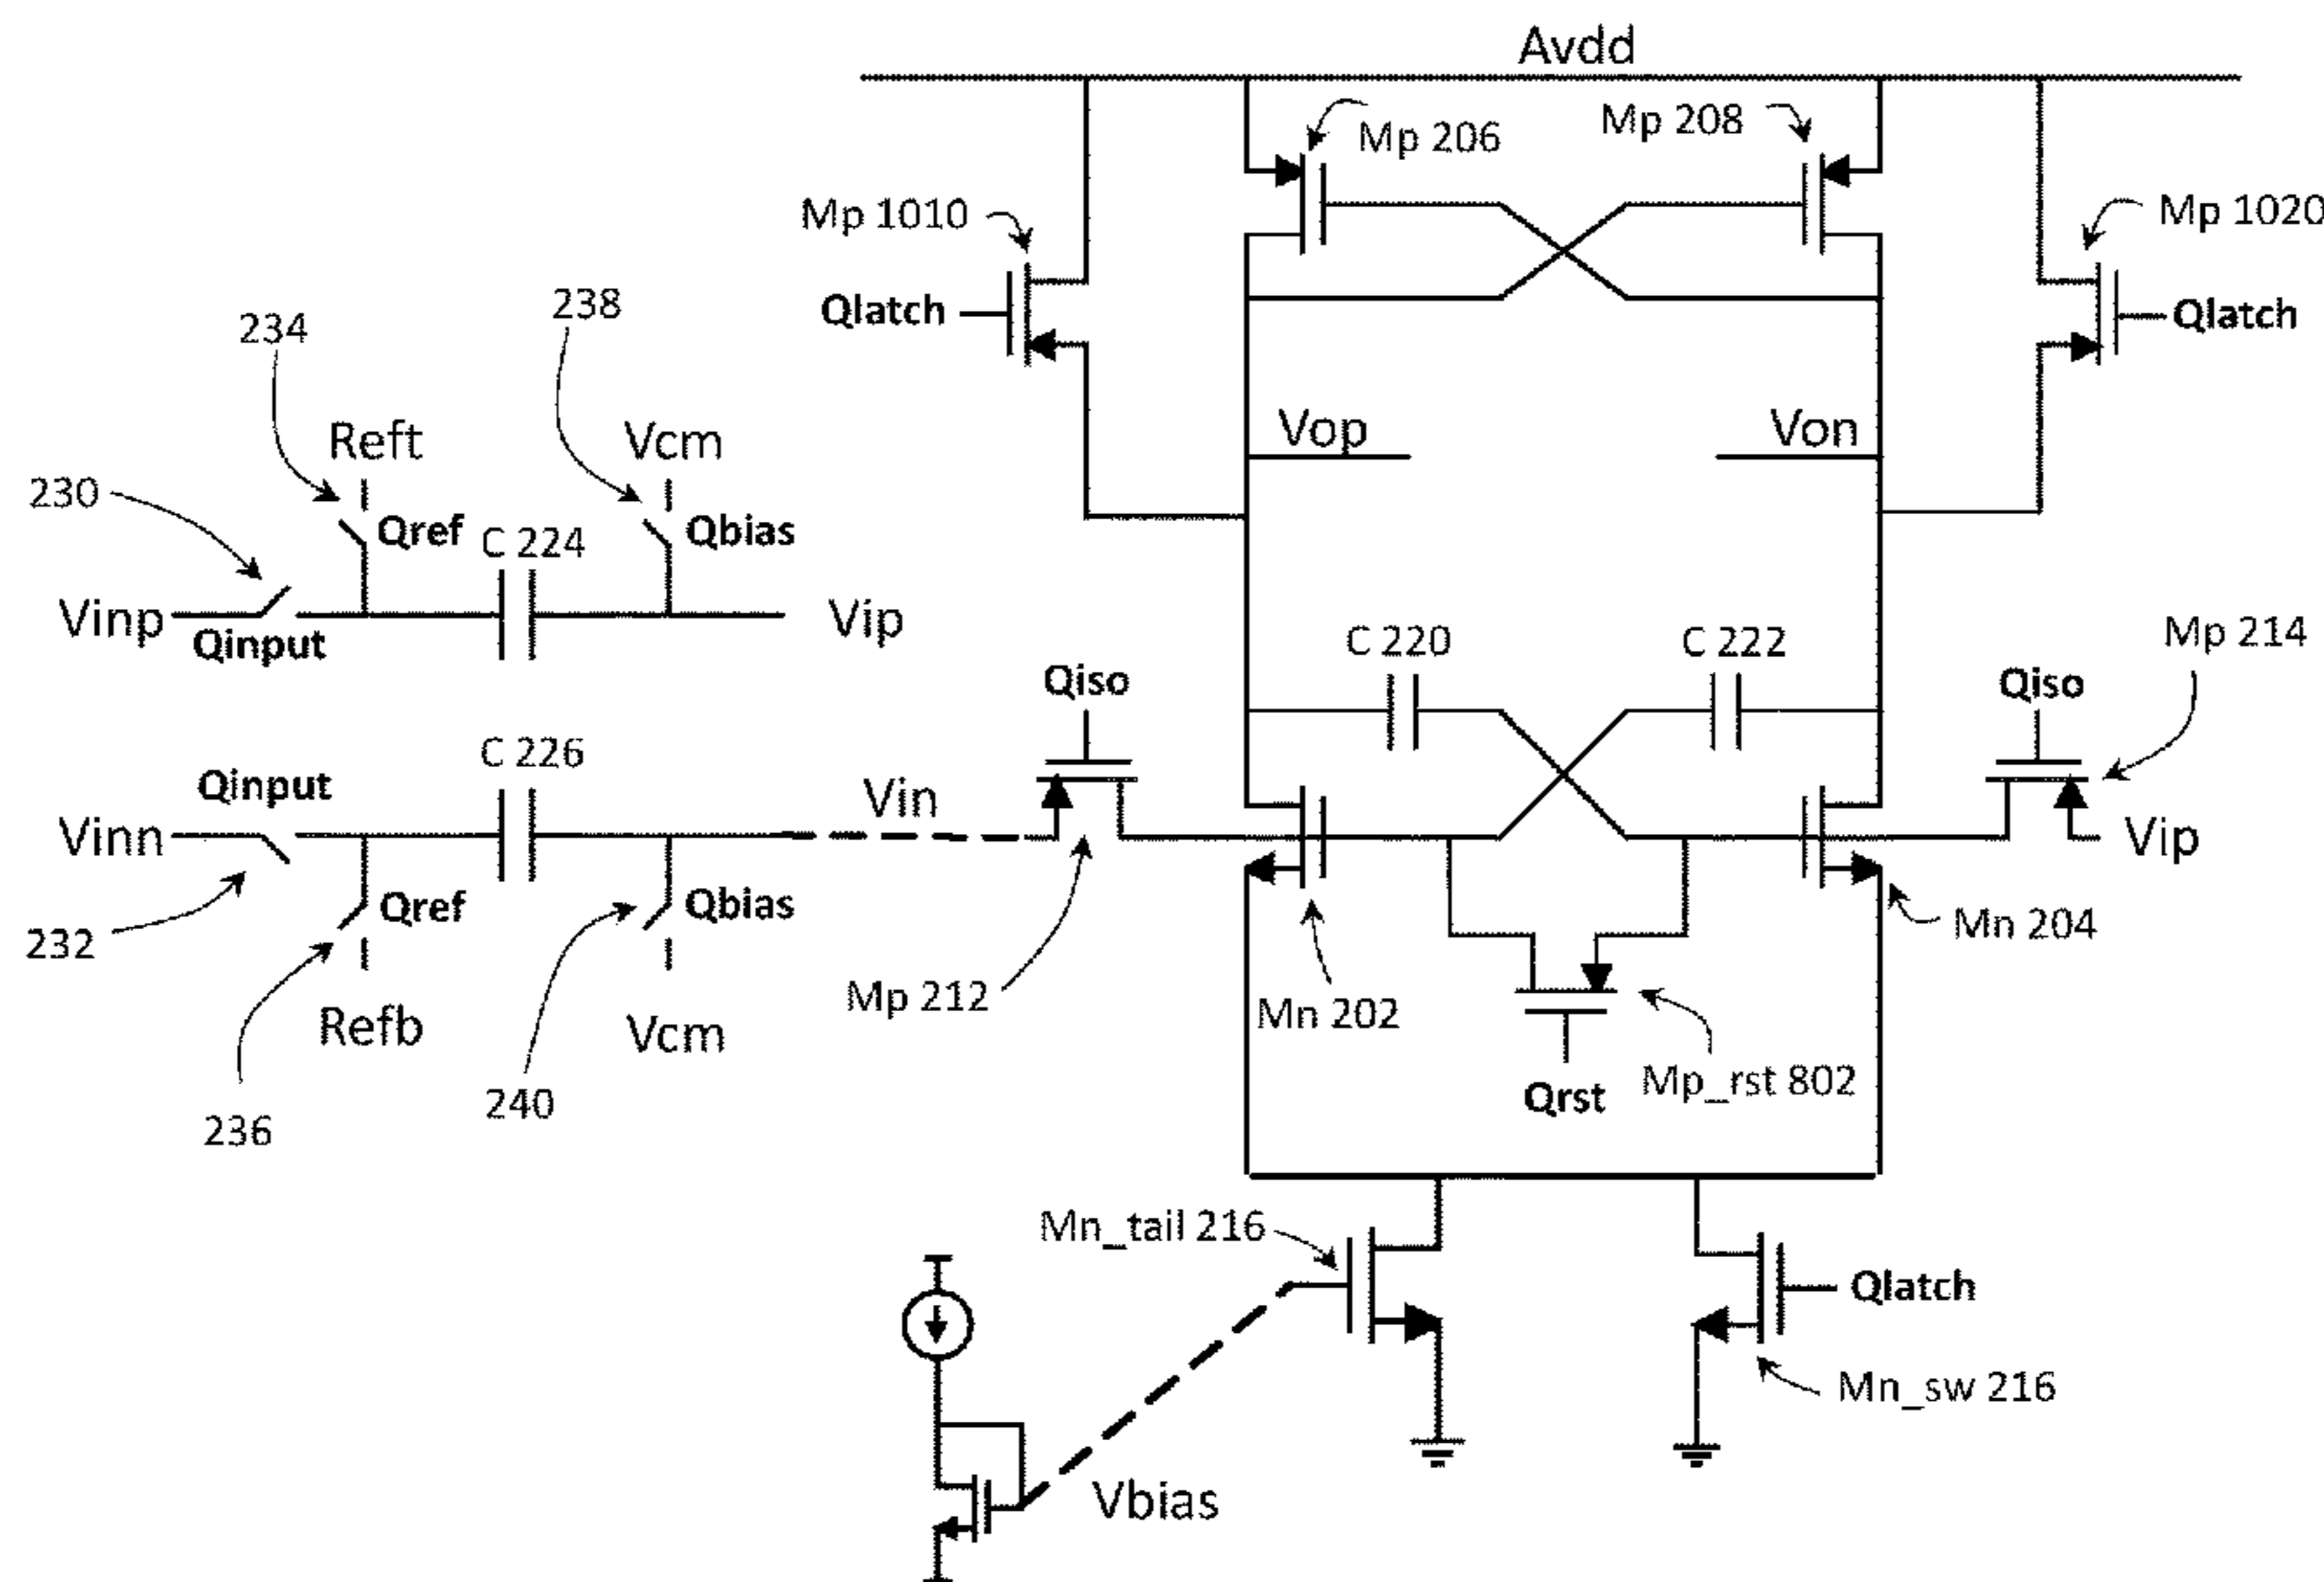 Avdd
Mp 206
Mp 208
Mp 1010
Mp 1020
Qlatch
Qlatch
234
238
Reft
Vcm
Vop
Von
230
Qref
C 224
Qbias
Vinp
Qinput
Vip
C 220
C 222
Mp 214
Qiso
Qiso
C 226
Qinput
Vin
Vinn
Vip
Qref
Qbias
232
Mn 204
Mp 212
Mn 202
Refb
Vcm
Mp_rst 802
Qrst
236
240
Mn_tail 216
Qlatch
Mn_sw 216
Vbias